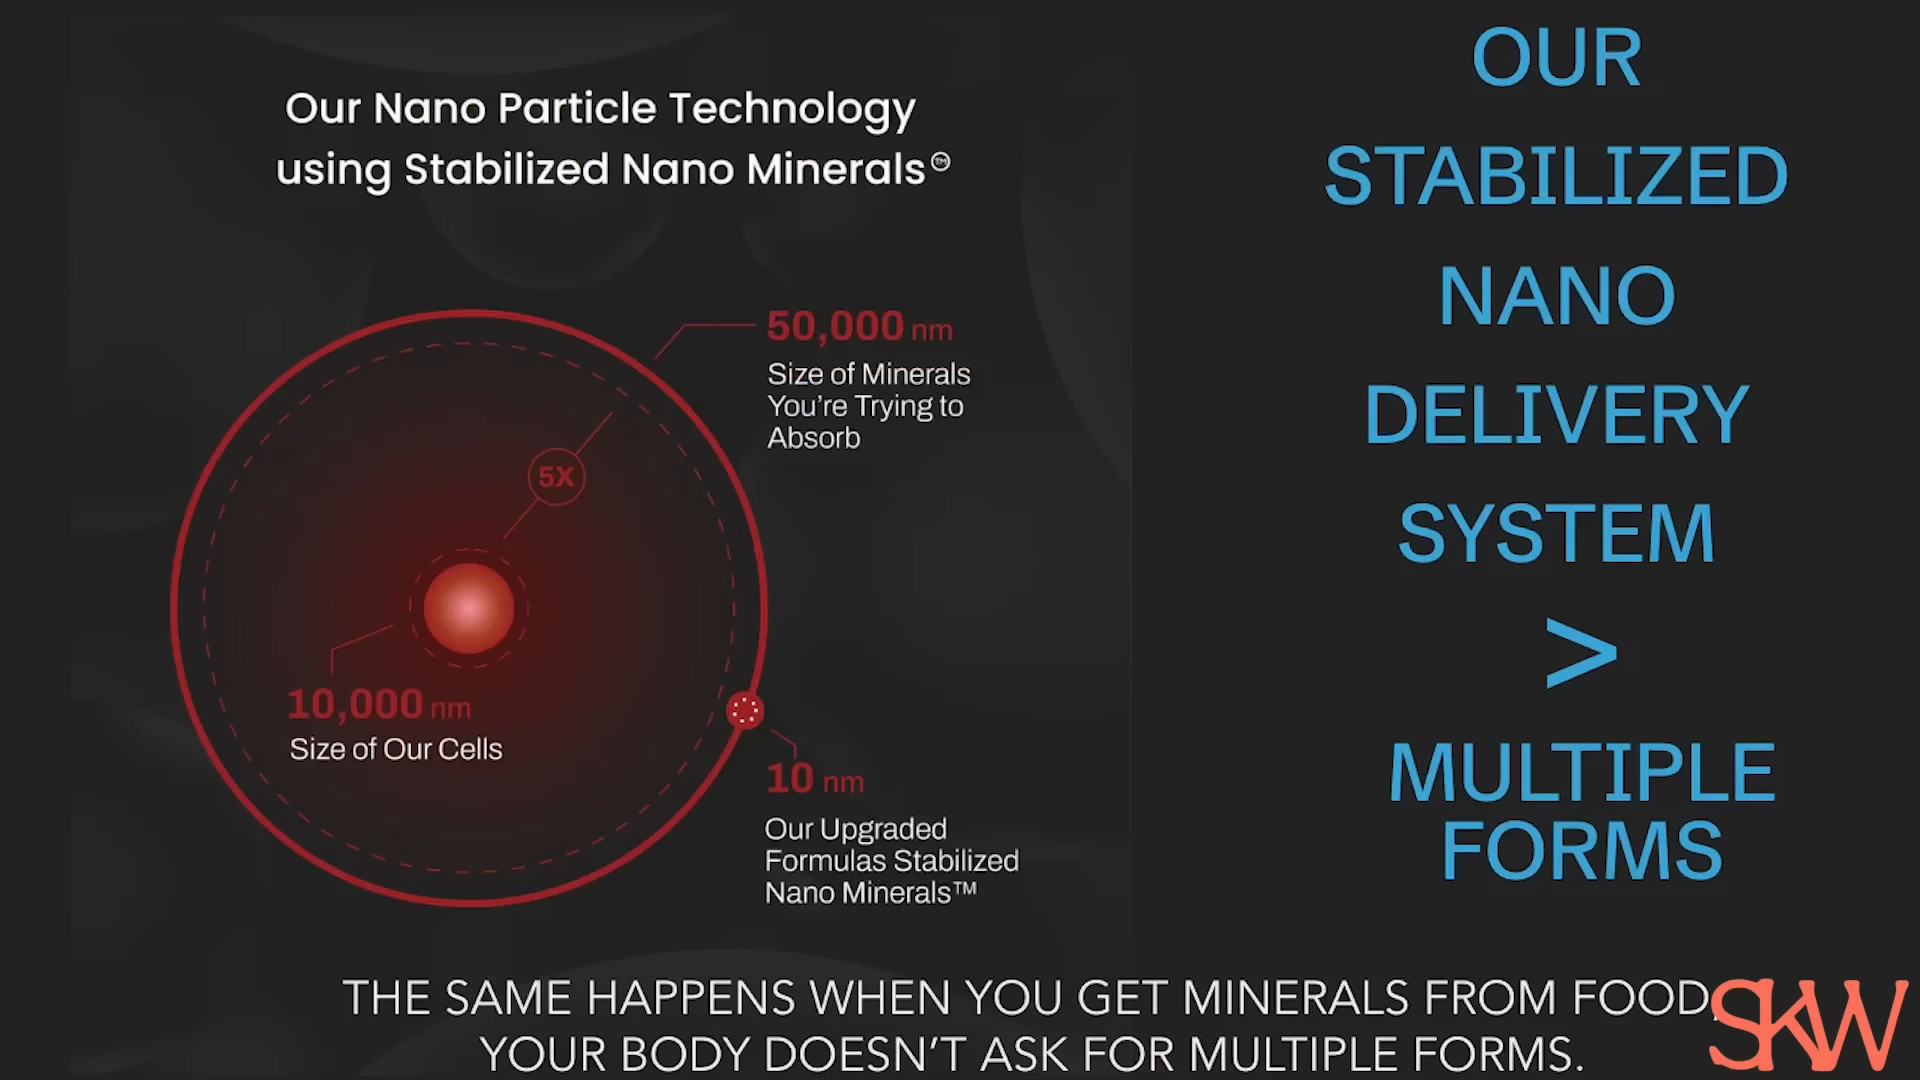 Our Nano Particle Technology
using Stabilized Nano Minerals™
50,000 nm
Size of Minerals
You're Trying to
Absorb
5X
10,000 nm
Size of Our Cells
10 nm
Our Upgraded
Formulas Stabilized
Nano Minerals™
OUR
STABILIZED
NANO
DELIVERY
SYSTEM
>
MULTIPLE
FORMS
THE SAME HAPPENS WHEN YOU GET MINERALS FROM FOOD,
YOUR BODY DOESN'T ASK FOR MULTIPLE FORMS.
SKW